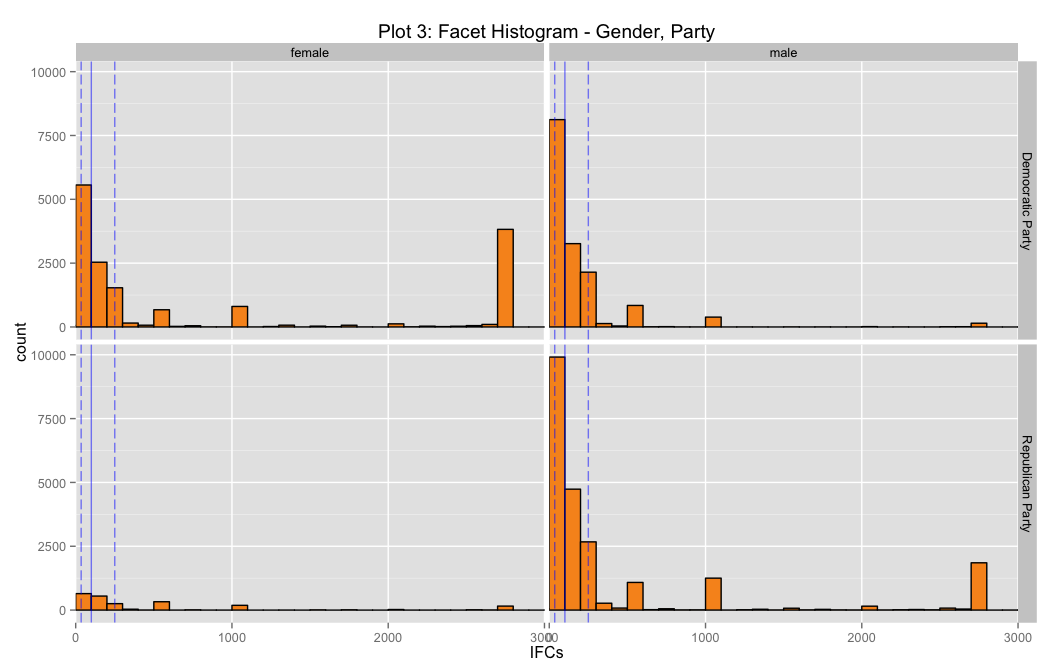 Plot 3: Facet Histogram - Gender, Party
female
male
10000
7500
5000
2500
0
Democratic Party
count
10000
7500
5000
2500
0
Republican Party
0
1000
2000
3000
0
1000
2000
3000
IFCs